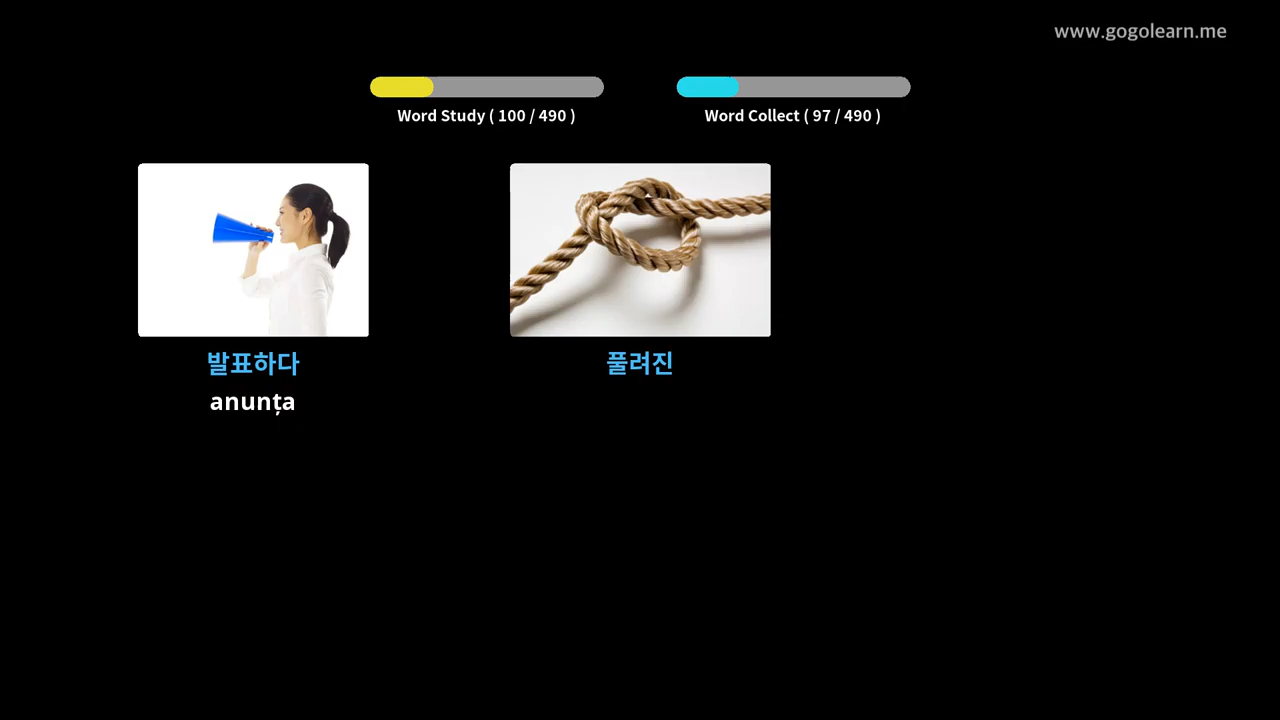 www.gogolearn.me
Word Study ( 100 / 490 )
Word Collect ( 97 / 490 )
발표하다
anunța
풀려진